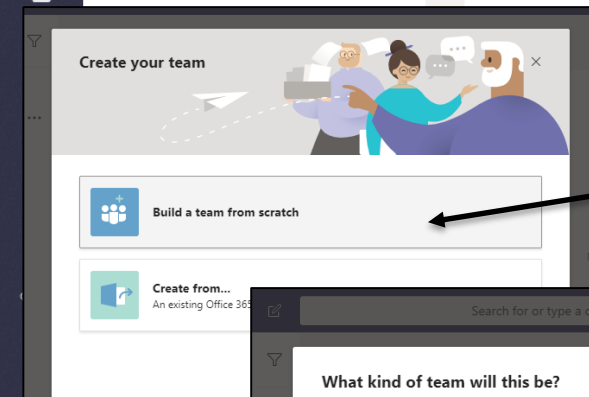 Create your team
Build a team from scratch
Create from...
An existing Office 365
Search for or type a
What kind of team will this be?